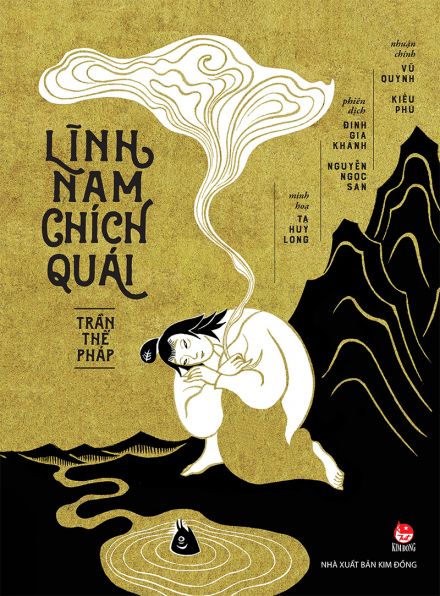 LĨNH
NAM
CHÍCH
QUÁI
TRẦN
THẾ
PHÁP
nhuận chính
VŨ
QUỲNH
KIỀU
PHÚ
phiên dịch
ĐINH
GIA
KHÁNH
NGUYỄN
NGỌC
SAN
minh hoạ
TẠ
HUY
LONG
KIM ĐỒNG
NHÀ XUẤT BẢN KIM ĐỒNG